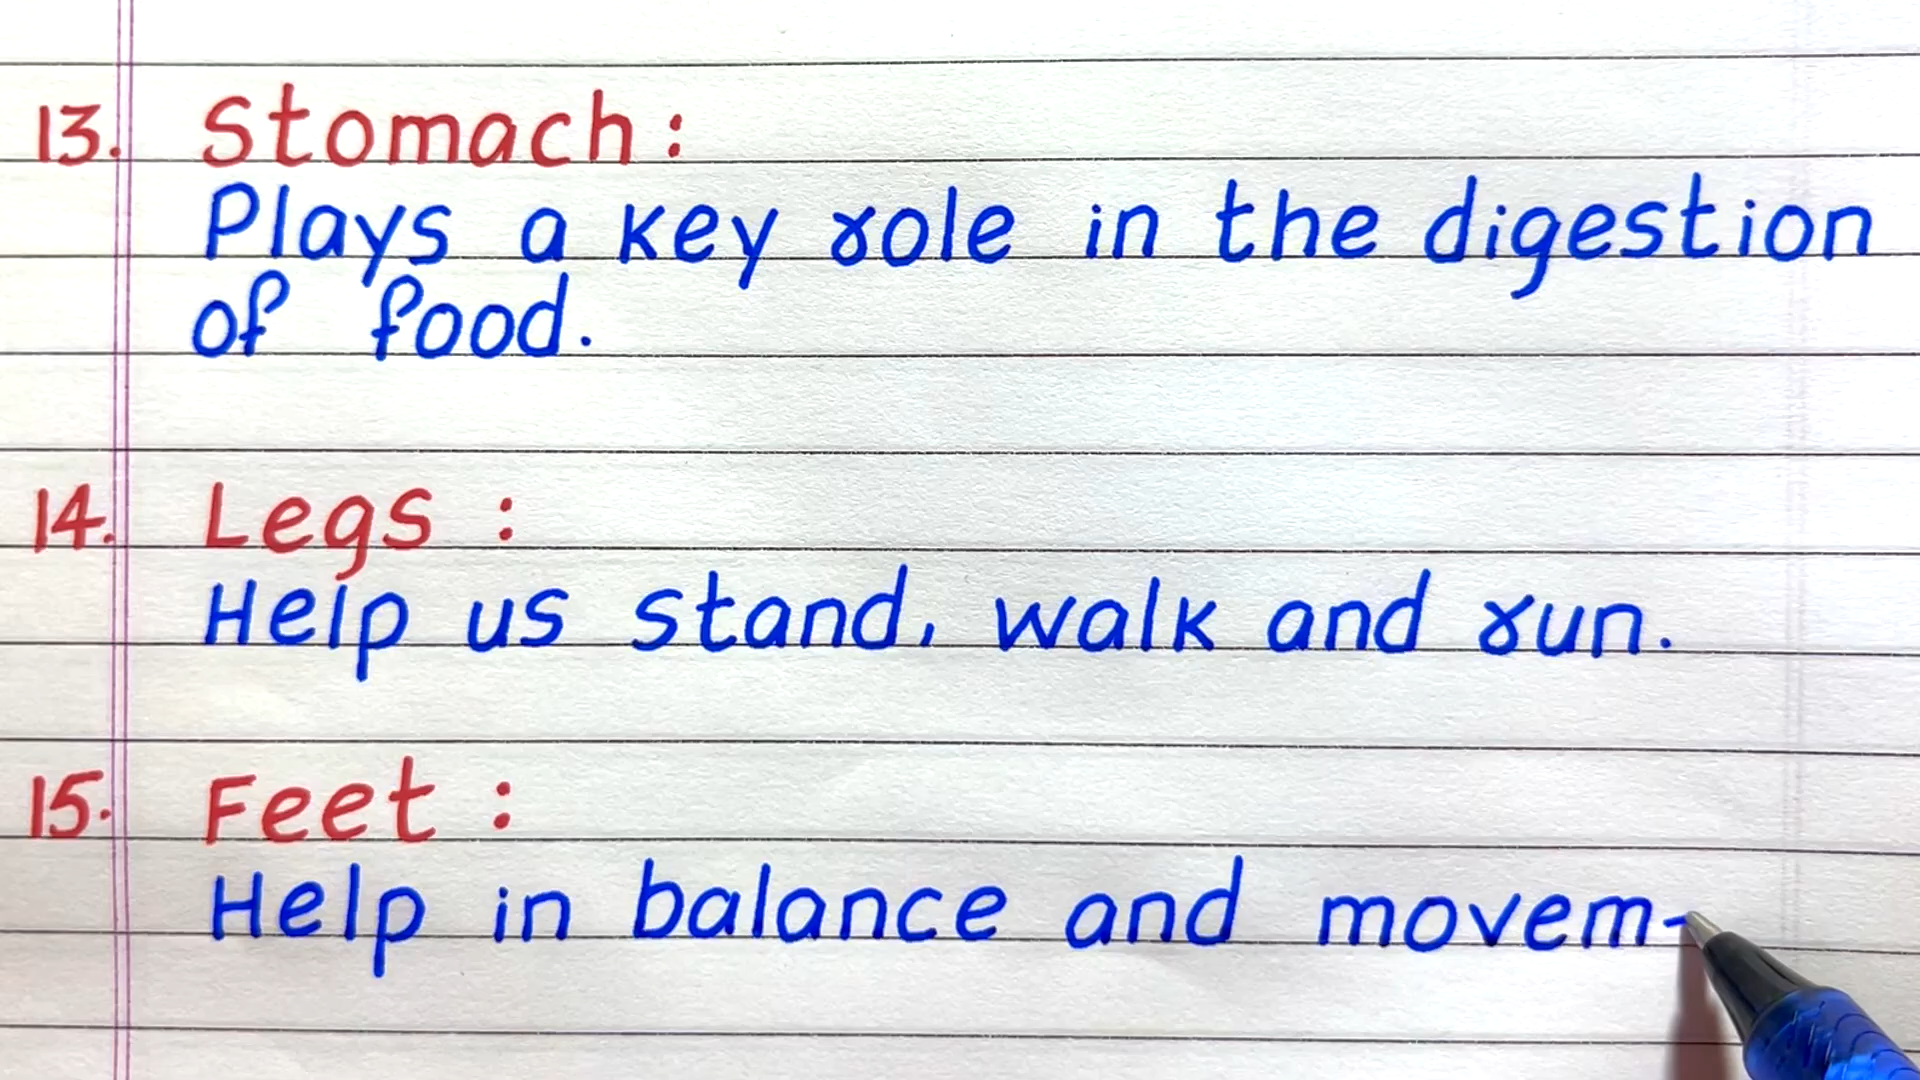 13. Stomach :
Plays a key role in the digestion
of food.
14. Legs :
Help us stand, walk and run.
15. Feet :
Help in balance and movem-